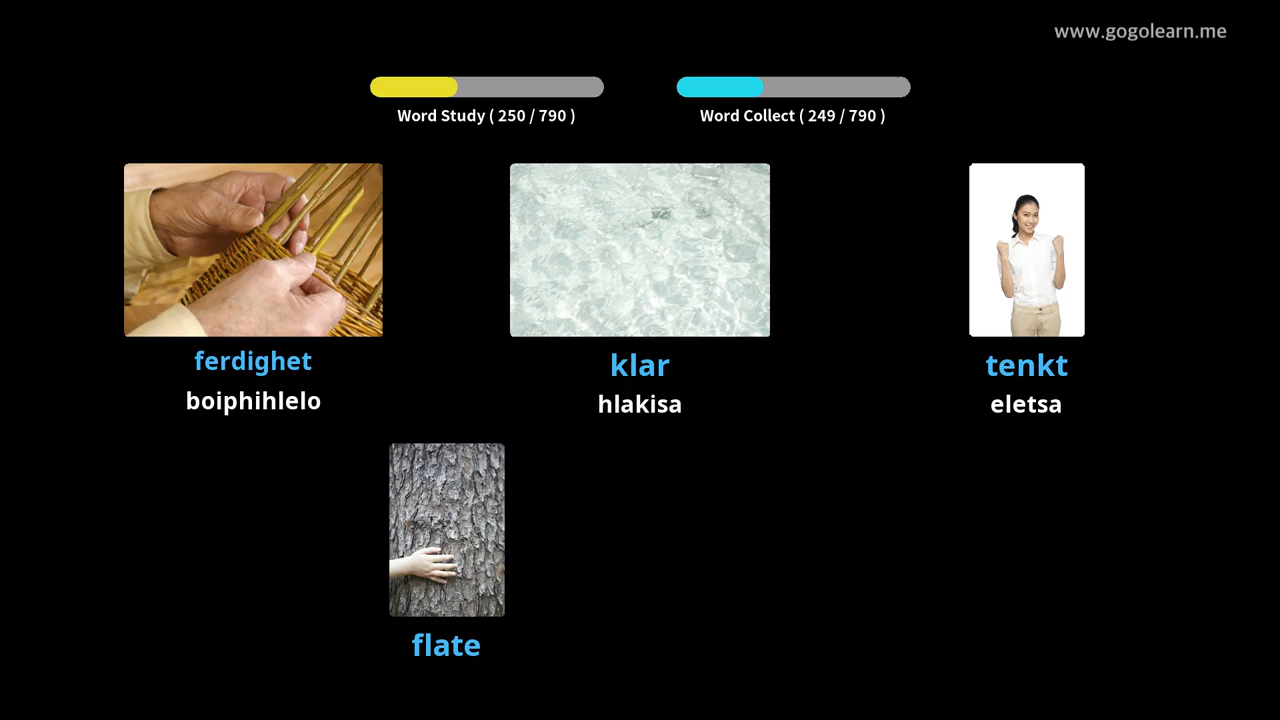 www.gogolearn.me
Word Study ( 250 / 790 )
Word Collect ( 249 / 790 )
ferdighet
boiphihlelo
klar
hlakisa
tenkt
eletsa
flate